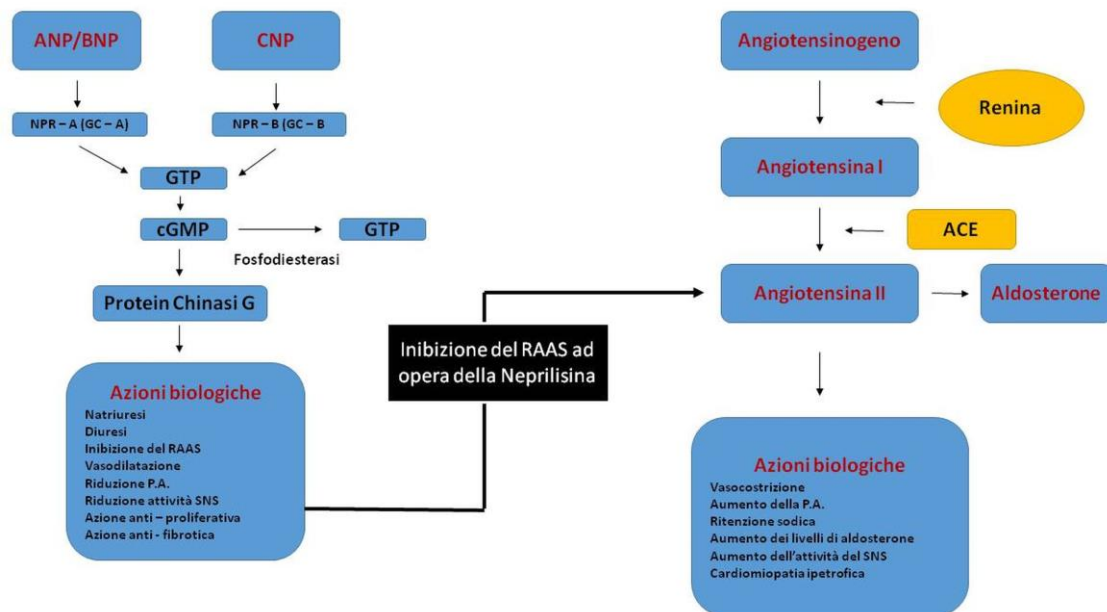 ANP/BNP
CNP
NPR – A (GC – A)
NPR – B (GC – B
GTP
cGMP
GTP
Fosfodiesterasi
Protein Chinasi G
Azioni biologiche
Natriuresi
Diuresi
Inibizione del RAAS
Vasodilatazione
Riduzione P.A.
Riduzione attività SNS
Azione anti – proliferativa
Azione anti - fibrotica
Inibizione del RAAS ad
opera della Neprilisina
Angiotensinogeno
Renina
Angiotensina I
ACE
Angiotensina II
Aldosterone
Azioni biologiche
Vasocostrizione
Aumento della P.A.
Ritenzione sodica
Aumento dei livelli di aldosterone
Aumento dell'attività del SNS
Cardiomiopatia ipetrofica